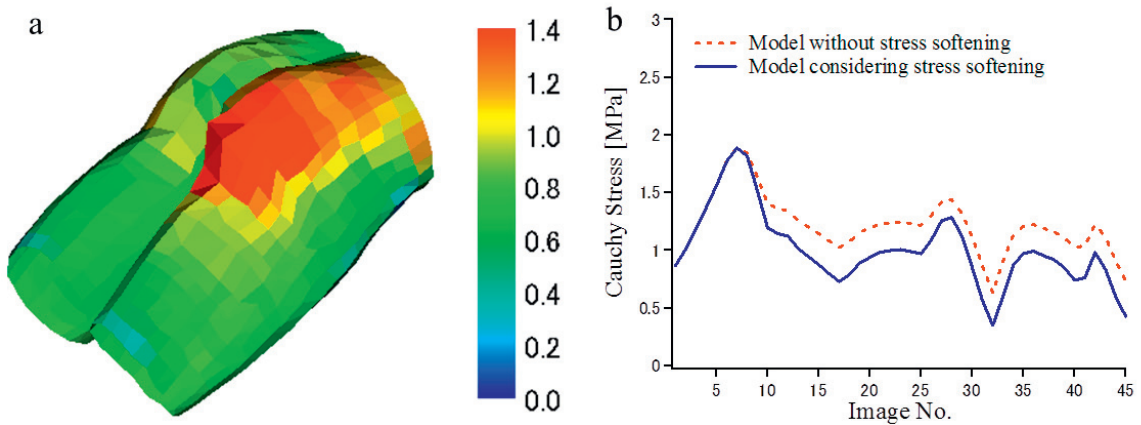 a
1.4
1.2
1.0
0.8
0.6
0.4
0.2
0.0
b
3
2.5
2
1.5
1
0.5
0
Cauchy Stress [MPa]
Model without stress softening
Model considering stress softening
5 10 15 20 25 30 35 40 45
Image No.